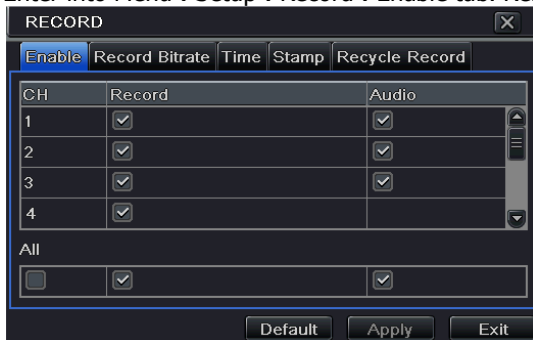 RECORD
Enable Record Bitrate Time Stamp Recycle Record
CH Record Audio
1
2
3
4
All
Default Apply Exit